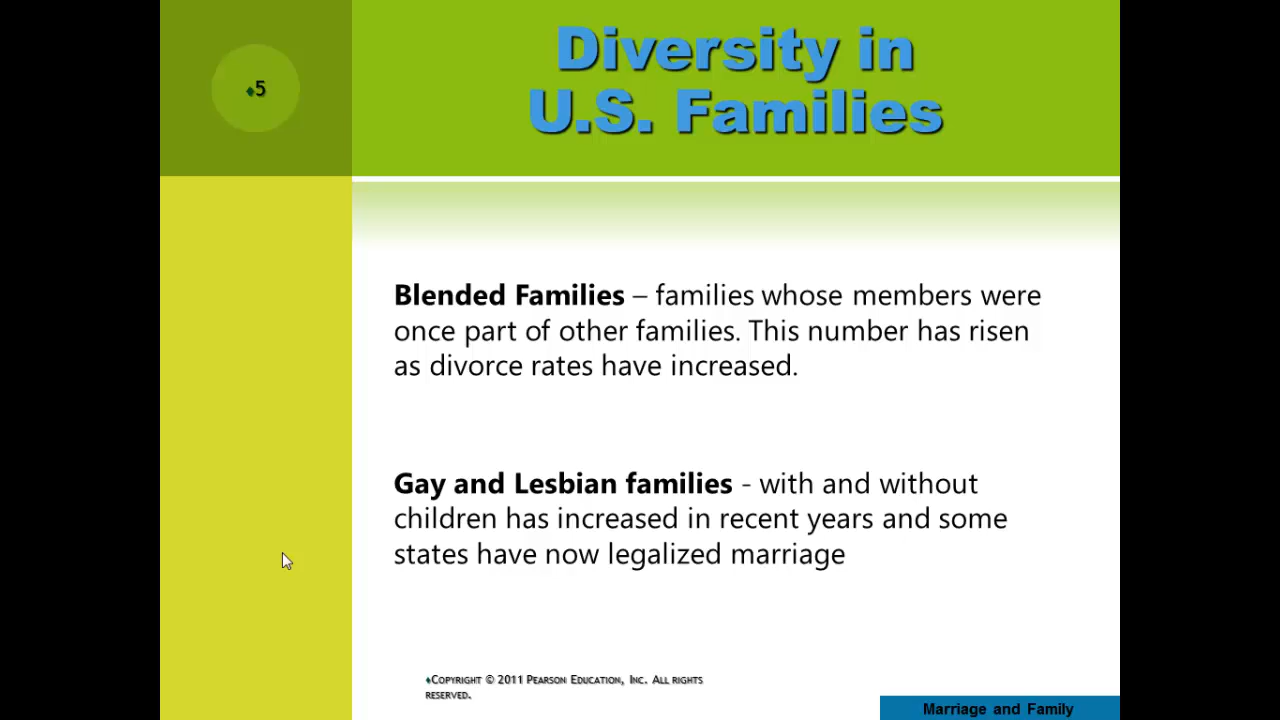 ♦5
Diversity in
U.S. Families
Blended Families – families whose members were
once part of other families. This number has risen
as divorce rates have increased.
Gay and Lesbian families - with and without
children has increased in recent years and some
states have now legalized marriage
♦Copyright © 2011 Pearson Education, Inc. All rights
reserved.
Marriage and Family